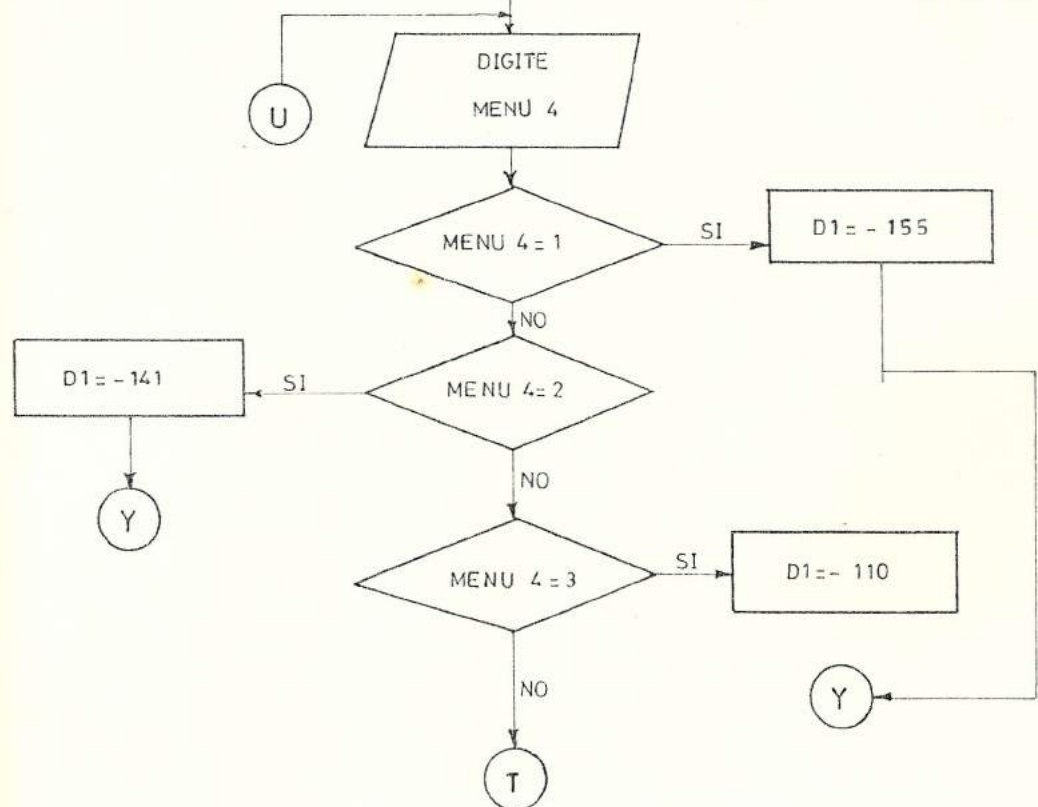 DIGITE
MENU 4
U
MENU 4 = 1
SI
D1 = - 155
NO
D1 = - 141
SI
MENU 4 = 2
NO
Y
MENU 4 = 3
SI
D1 = - 110
NO
Y
T